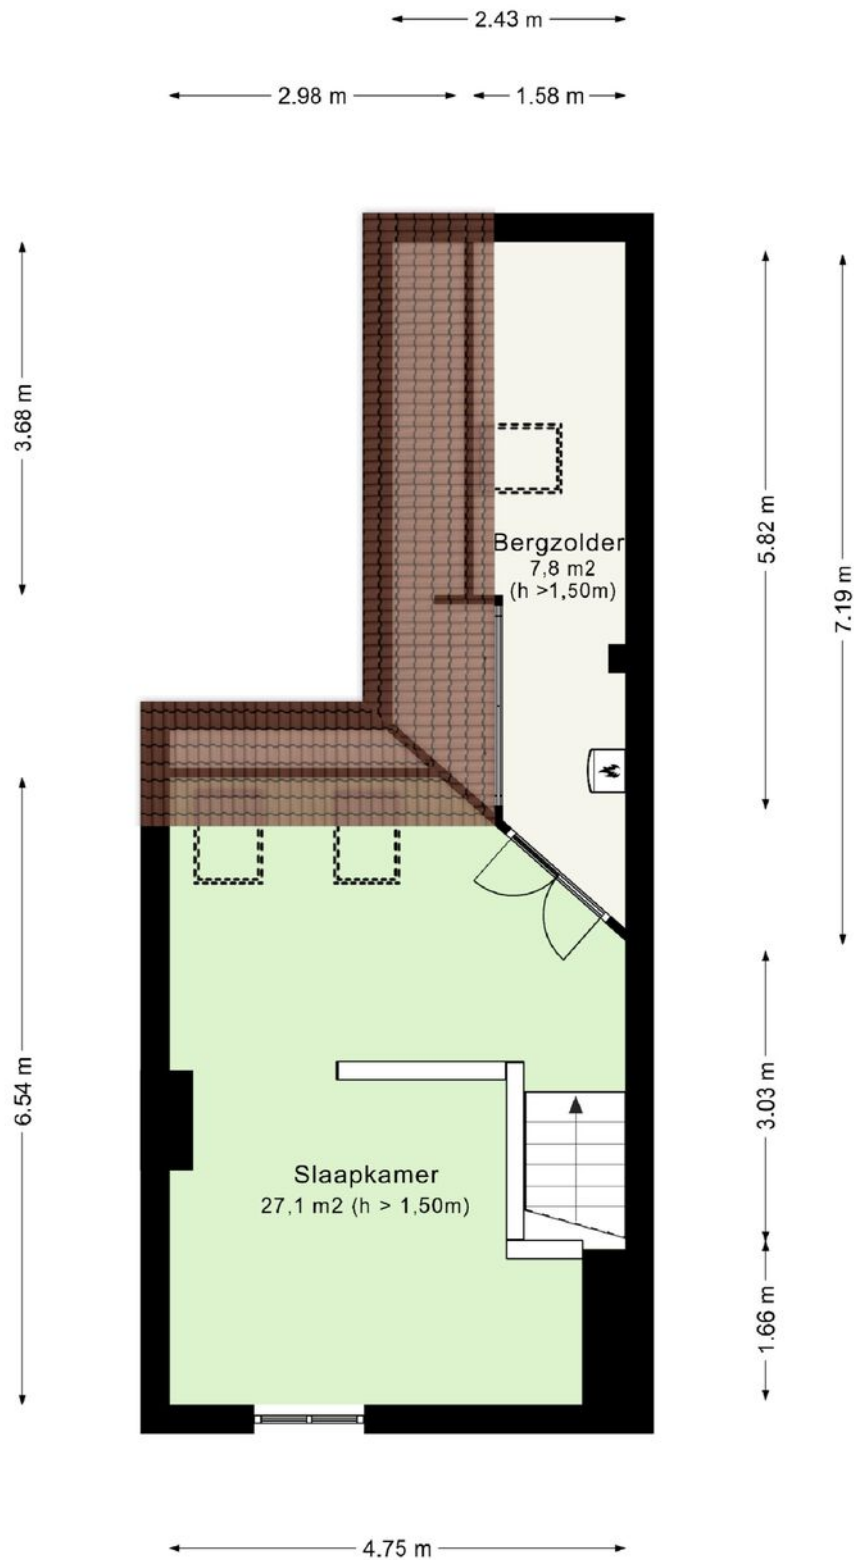 2.43 m
2.98 m
1.58 m
3.68 m
5.82 m
Bergzolder
7,8 m2
(h >1,50m)
7.19 m
6.54 m
3.03 m
Slaapkamer
27,1 m2 (h > 1,50m)
1.66 m
4.75 m